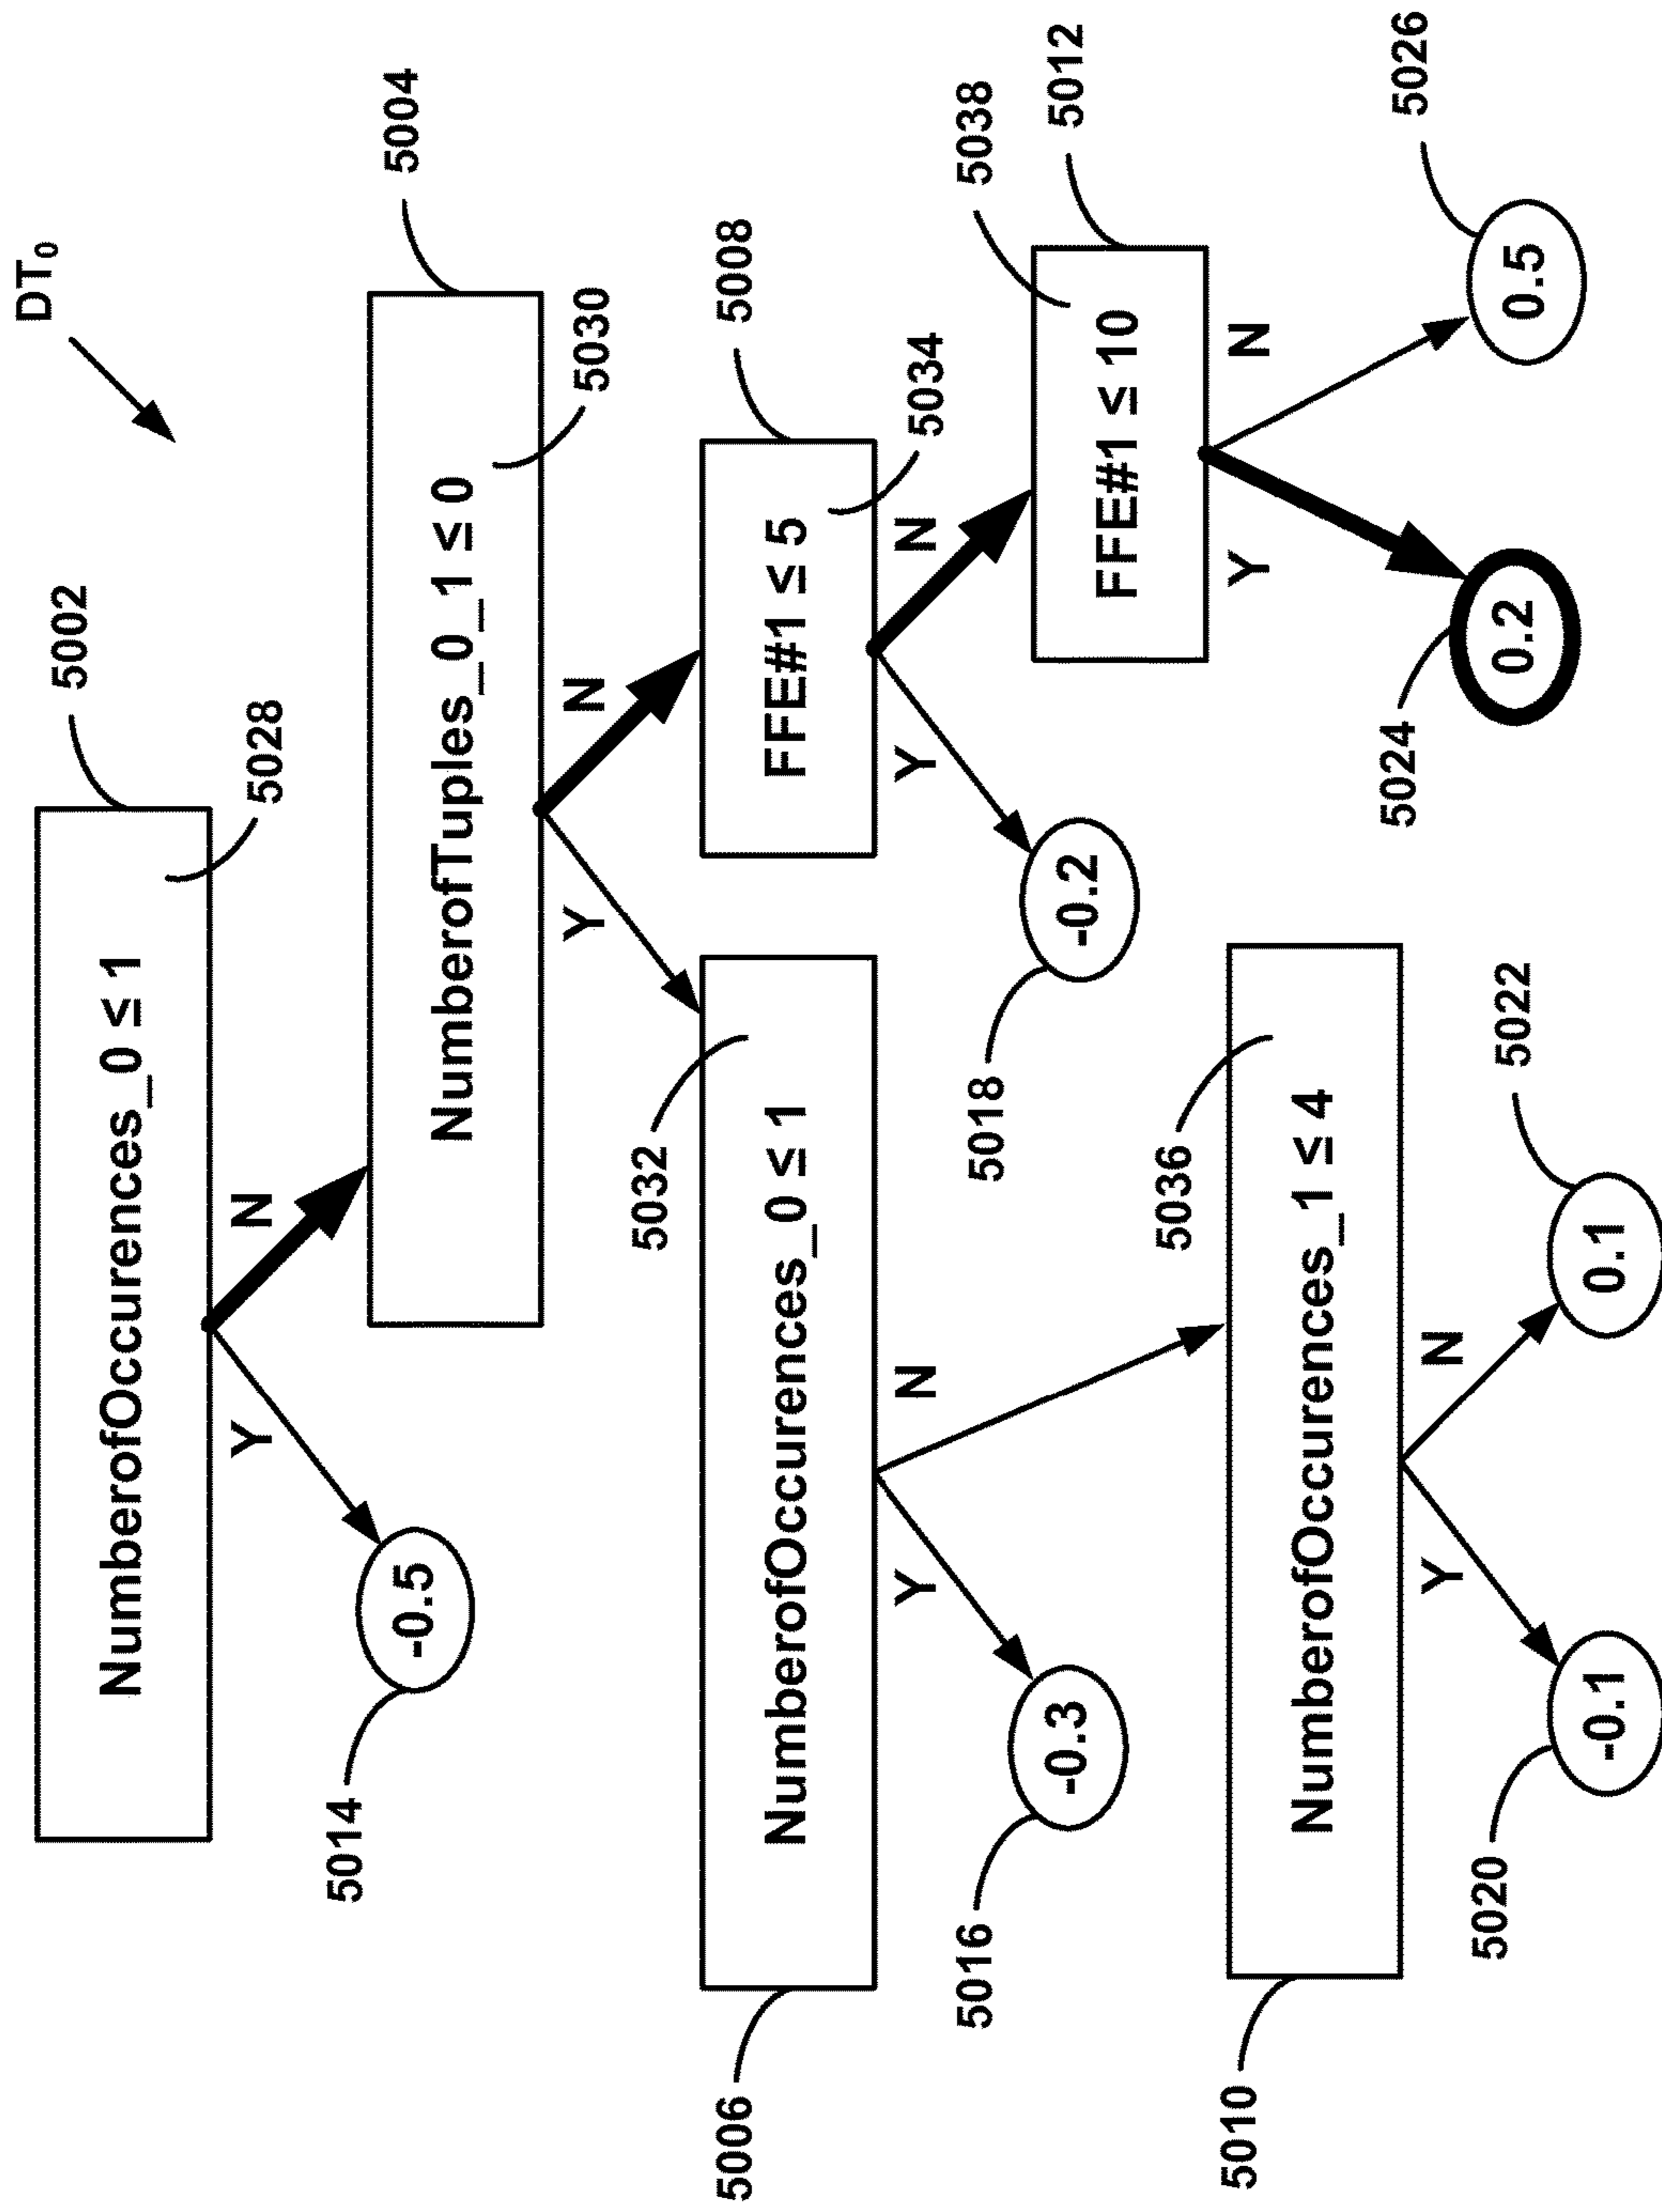 DT₀
5002
NumberofOccurences_0 ≤ 1
5028
Y
N
5014
-0.5
5004
NumberofTuples_0_1 ≤ 0
5030
Y
N
5006
NumberofOccurences_0 ≤ 1
5032
5008
FFE#1 ≤ 5
5034
Y
N
Y
N
5016
-0.3
5018
-0.2
5038
5012
FFE#1 ≤ 10
5010
NumberofOccurences_1 ≤ 4
5036
Y
N
Y
N
5020
-0.1
5022
0.1
5024
0.2
5026
0.5